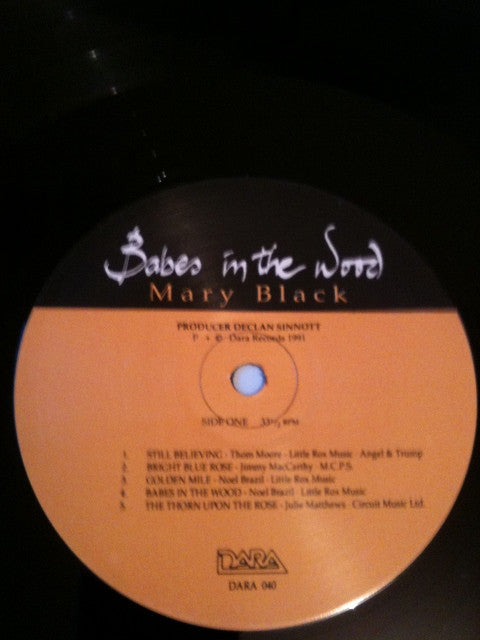 Babes in the Wood
Mary Black
PRODUCER DECLAN SINNOTT
P • © Dara Records 1991
SIDE ONE 33⅓ RPM
1. STILL BELIEVING · Thom Moore · Little Rox Music · Angel & Trump
2. BRIGHT BLUE ROSE · Jimmy MacCarthy · M.C.P.S.
3. GOLDEN MILE · Noel Brazil · Little Rox Music
4. BABES IN THE WOOD · Noel Brazil · Little Rox Music
5. THE THORN UPON THE ROSE · Julie Matthews · Circuit Music Ltd.
DARA
DARA 040